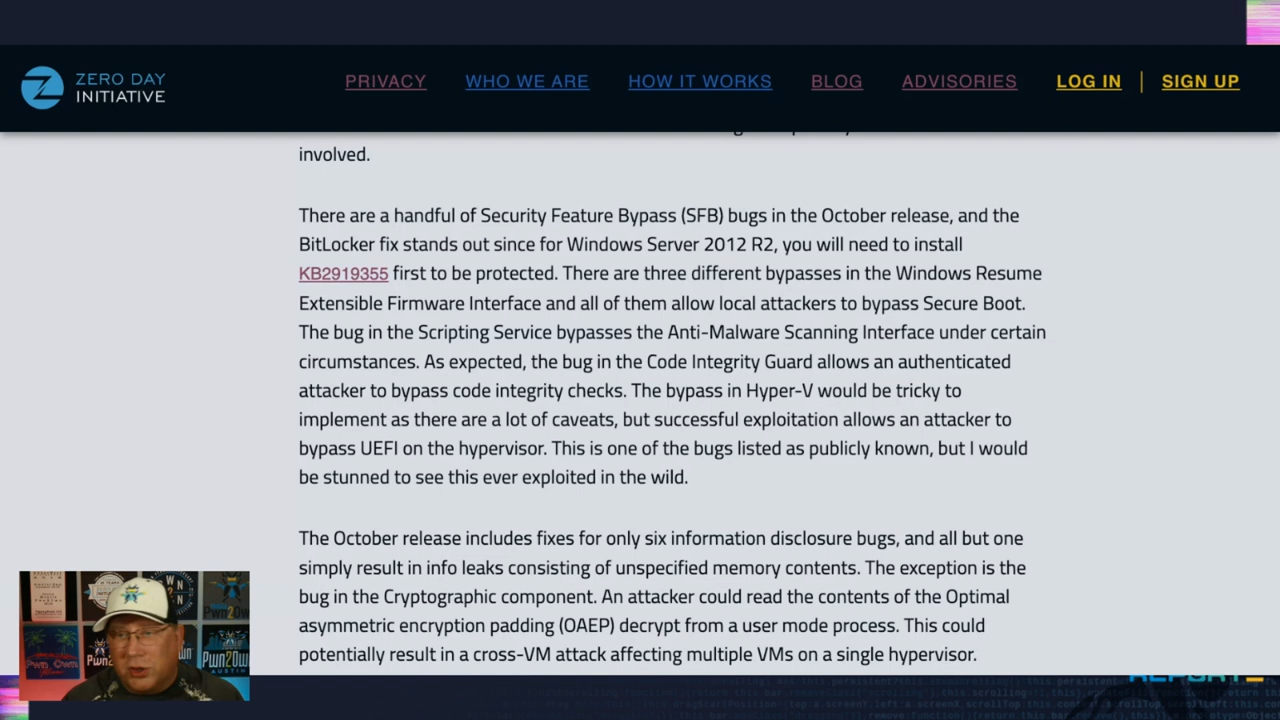 ZERO DAY
INITIATIVE
PRIVACY
WHO WE ARE
HOW IT WORKS
BLOG
ADVISORIES
LOG IN
SIGN UP
involved.
There are a handful of Security Feature Bypass (SFB) bugs in the October release, and the
BitLocker fix stands out since for Windows Server 2012 R2, you will need to install
KB2919355 first to be protected. There are three different bypasses in the Windows Resume
Extensible Firmware Interface and all of them allow local attackers to bypass Secure Boot.
The bug in the Scripting Service bypasses the Anti-Malware Scanning Interface under certain
circumstances. As expected, the bug in the Code Integrity Guard allows an authenticated
attacker to bypass code integrity checks. The bypass in Hyper-V would be tricky to
implement as there are a lot of caveats, but successful exploitation allows an attacker to
bypass UEFI on the hypervisor. This is one of the bugs listed as publicly known, but I would
be stunned to see this ever exploited in the wild.
The October release includes fixes for only six information disclosure bugs, and all but one
simply result in info leaks consisting of unspecified memory contents. The exception is the
bug in the Cryptographic component. An attacker could read the contents of the Optimal
asymmetric encryption padding (OAEP) decrypt from a user mode process. This could
potentially result in a cross-VM attack affecting multiple VMs on a single hypervisor.
Pwn2Own
Pwn2Own
AUSTIN